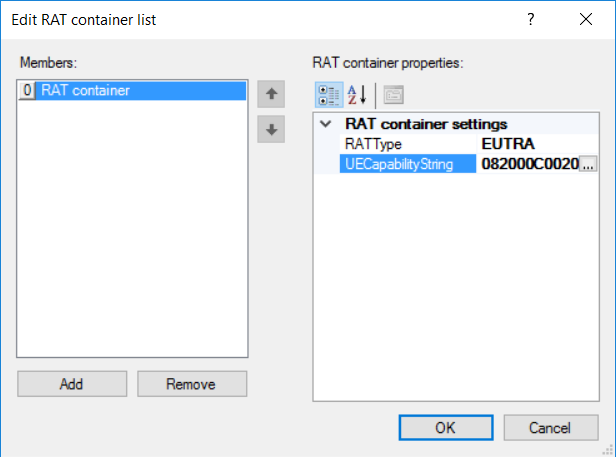 Edit RAT container list
?
Members:
0 RAT container
Add
Remove
RAT container properties:
A
Z
RAT container settings
RATType EUTRA
UECapabilityString 082000C0020 ...
OK
Cancel